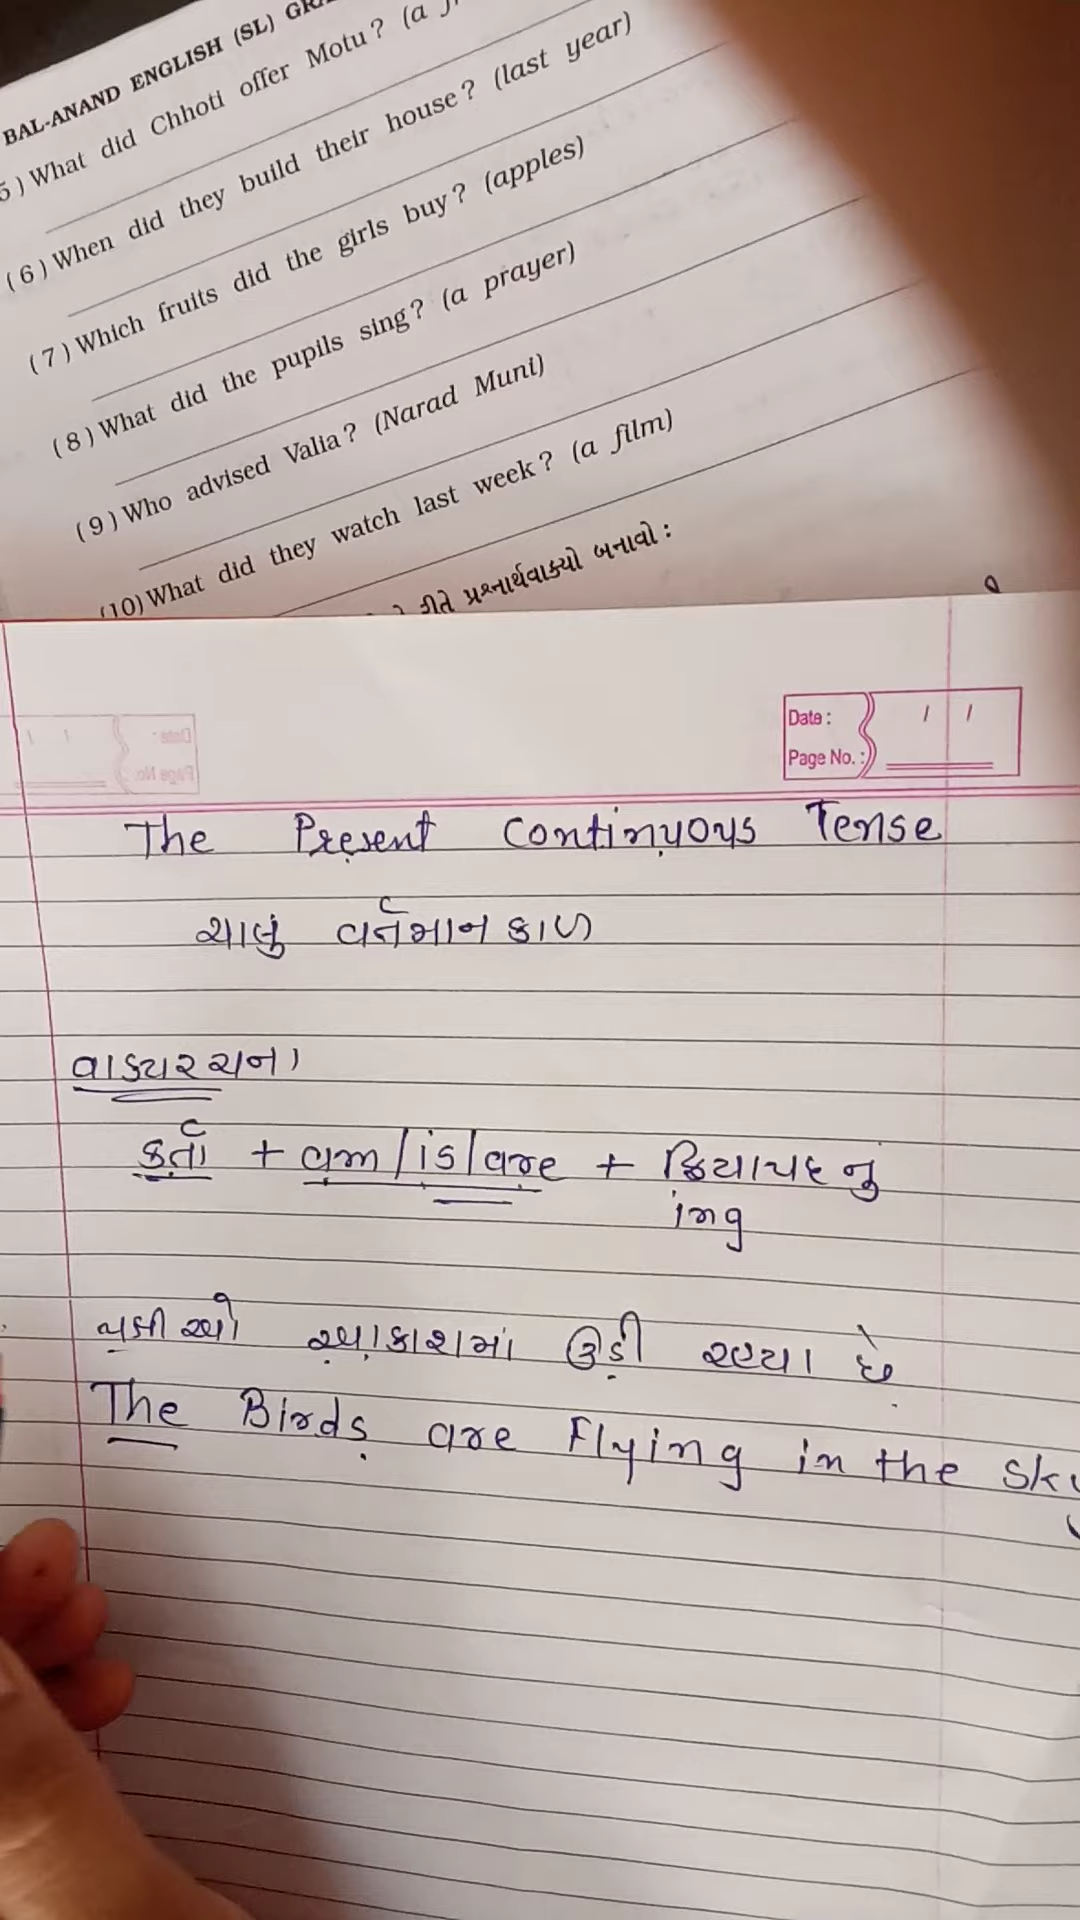 BAL-ANAND ENGLISH (SL)
5) What did Chhoti offer Motu? (a
(6) When did they build their house? (last year)
(7) Which fruits did the girls buy? (apples)
(8) What did the pupils sing? (a prayer)
(9) Who advised Valia? (Narad Muni)
(10) What did they watch last week? (a film)
રીતે પ્રશ્નાર્થવાક્યો બનાવો :
Date : / /
Page No. :
The Present Continuous Tense
ચાલું વર્તમાનકાળ
વાક્યરચના
કર્તા + am/is/are + ક્રિયાપદનુ
ing
પક્ષીઓ આકાશમાં ઊડી રહ્યા છે
The Birds are Flying in the sky